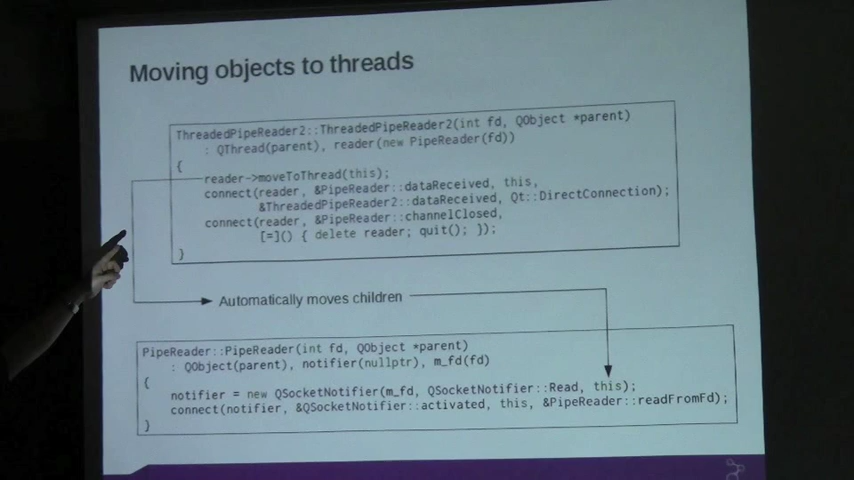 Moving objects to threads
ThreadedPipeReader2::ThreadedPipeReader2(int fd, QObject *parent)
: QThread(parent), reader(new PipeReader(fd))
{
reader->moveToThread(this);
connect(reader, &PipeReader::dataReceived, this,
&ThreadedPipeReader2::dataReceived, Qt::DirectConnection);
connect(reader, &PipeReader::channelClosed,
[=]() { delete reader; quit(); });
}
Automatically moves children
PipeReader::PipeReader(int fd, QObject *parent)
: QObject(parent), notifier(nullptr), m_fd(fd)
{
notifier = new QSocketNotifier(m_fd, QSocketNotifier::Read, this);
connect(notifier, &QSocketNotifier::activated, this, &PipeReader::readFromFd);
}